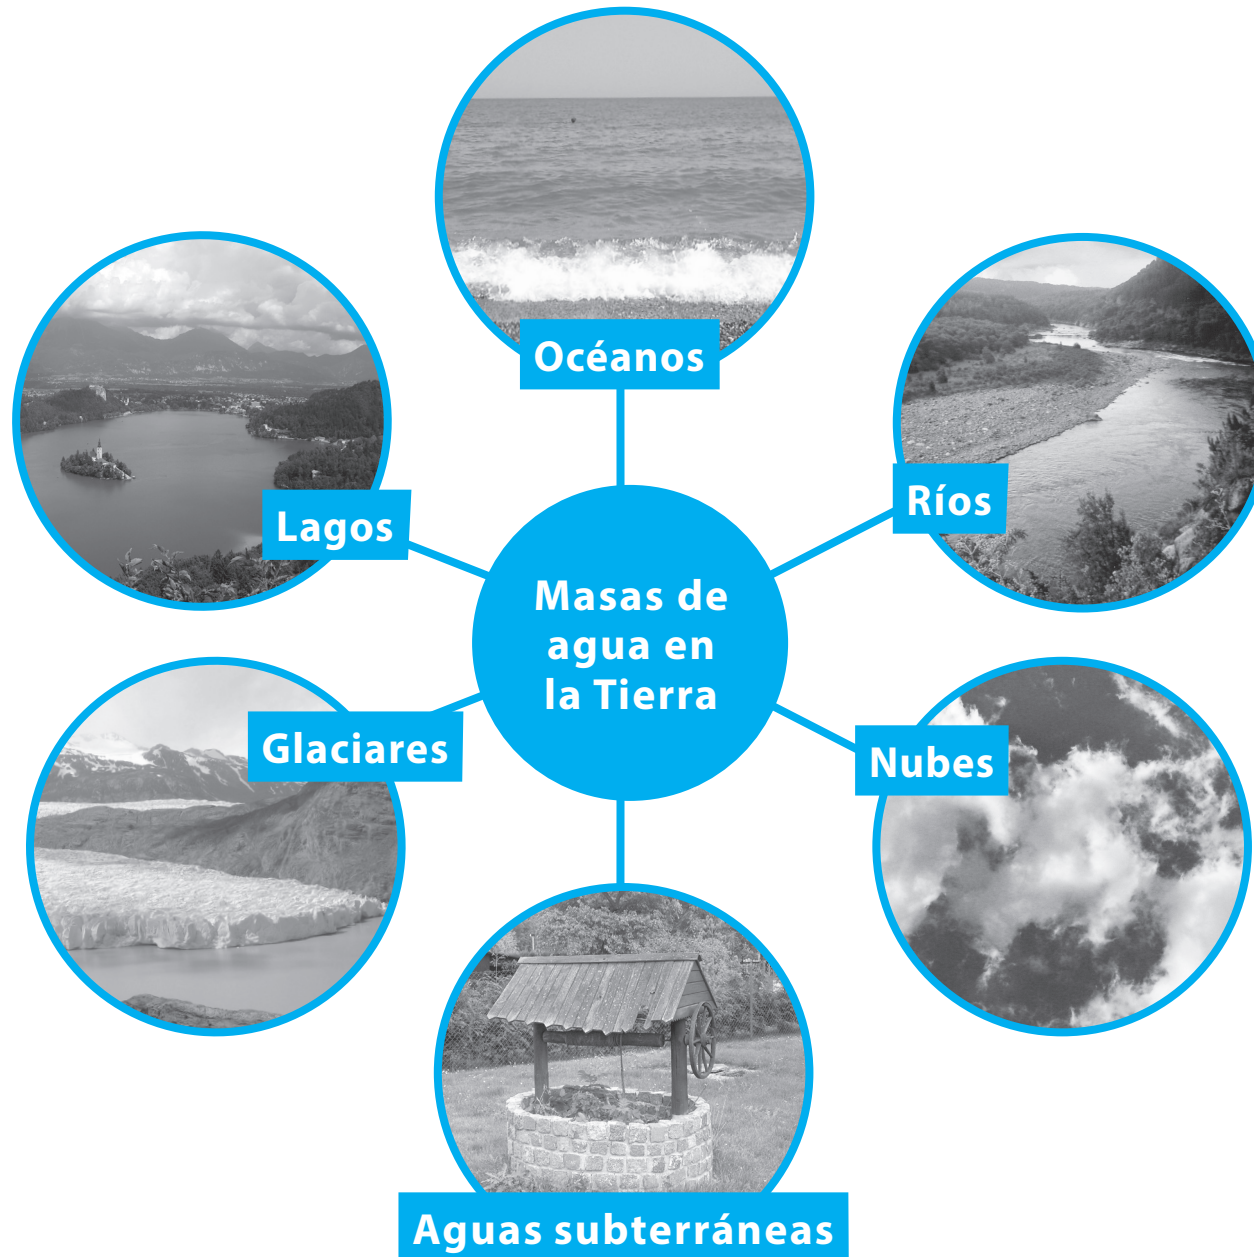 Océanos
Lagos
Ríos
Masas de
agua en
la Tierra
Glaciares
Nubes
Aguas subterráneas